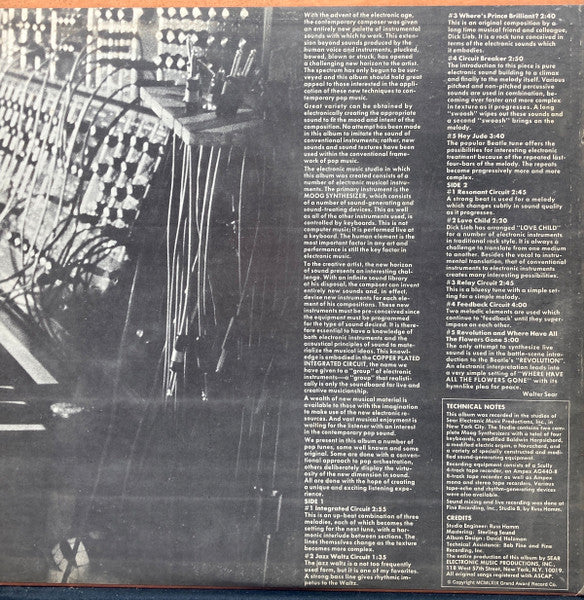 With the advent of the electronic age,
the contemporary composer was given
an entirely new palette of instrumental
sounds with which to work. This exten-
sion beyond sounds produced by the
human voice and instruments, plucked,
bowed, blown or struck, has opened
a challenging new horizon to the artist.
The spectrum has only begun to be sur-
veyed and this album should hold great
appeal to those interested in the appli-
cation of these new techniques to con-
temporary pop music.
Great variety can be obtained by
electronically creating the appropriate
sound to fit the mood and intent of the
composition. No attempt has been made
in this album to imitate the sound of
conventional instruments; rather, new
sounds and sound textures have been
used within the conventional frame-
work of pop music.
The electronic music studio in which
this album was created consists of a
number of electronic musical instru-
ments. The primary instrument is the
MOOG SYNTHESIZER, which consists
of a number of sound-generating and
sound-treating devices. This as well
as all of the other instruments used, is
controlled by keyboards. This is not
computer music; it is performed live at
a keyboard. The human element is the
most important factor in any art and
performance is still the key factor in
electronic music.
To the creative artist, the new horizon
of sound presents an interesting chal-
lenge. With an infinite sound library
at his disposal, the composer can invent
entirely new sounds and, in effect,
devise new instruments for each ele-
ment of his compositions. These new
instruments must be pre-conceived since
the equipment must be programmed
for the type of sound desired. It is there-
fore essential to have a knowledge of
both electronic instruments and the
acoustical principles of sound to mate-
rialize the musical ideas. This knowl-
edge is embodied in the COPPER PLATED
INTEGRATED CIRCUIT, the name we
have given to a "group" of electronic
instruments—a "group" that realisti-
cally is only the soundboard for live and
creative musicianship.
A wealth of new musical material is
available to those with the imagination
to make use of the new electronic re-
sources. And vast musical enjoyment is
waiting for the listener with an interest
in the contemporary pop sound.
We present in this album a number of
pop tunes, some well known and some
original. Some are done with a conven-
tional approach to pop orchestration,
others deliberately display the virtu-
osity of the new dimension in sound.
All are done with the hope of creating
a unique and exciting listening expe-
rience.
SIDE 1
#1 Integrated Circuit 2:55
This is an up-beat combination of three
melodies, each of which becomes the
setting for the next tune, with a har-
monic interlude between sections. The
lines themselves change as the texture
becomes more complex.
#2 Jazz Waltz Circuit 1:35
The jazz waltz is a not too frequently
used form, but it is one of my favorites.
A strong bass line gives rhythmic im-
petus to the Waltz.
#3 Where's Prince Brilliant? 2:40
This is an original composition by a
long time musical friend and colleague,
Dick Lieb. It is a rock tune conceived in
terms of the electronic sounds which
it embodies.
#4 Circuit Breaker 2:50
The introduction to this piece is pure
electronic sound building to a climax
and finally to the melody itself. Various
pitched and non-pitched percussive
sounds are used in combination, be-
coming ever faster and more complex
in texture as it progresses. A long
"swoosh" wipes out these sounds and
a second "swoosh" brings on the
melody.
#5 Hey Jude 3:40
The popular Beatle tune offers the
possibilities for interesting electronic
treatment because of the repeated last-
four-bars of the melody. The repeats
become progressively more and more
complex.
SIDE 2
#1 Resonant Circuit 2:45
A strong beat is used for a melody
which changes subtly in sound quality
as it progresses.
#2 Love Child 2:20
Dick Lieb has arranged "LOVE CHILD"
for a number of electronic instruments
in traditional rock style. It is always a
challenge to translate from one medium
to another. Besides the vocal to instru-
mental translation, that of conventional
instruments to electronic instruments
creates many interesting possibilities.
#3 Relay Circuit 2:45
This is a bluesy tune with a simple set-
ting for a simple melody.
#4 Feedback Circuit 4:00
Two melodic elements are used which
continue to 'feedback' until they super-
impose on each other.
#5 Revolution and Where Have All
The Flowers Gone 5:00
The only attempt to synthesize live
sound is used in the battle-scene intro-
duction to the Beatle's "REVOLUTION".
An electronic interpretation leads into
a very simple setting of "WHERE HAVE
ALL THE FLOWERS GONE" with its
hymnlike plea for peace.
Walter Sear
TECHNICAL NOTES
This album was recorded in the studios of
Sear Electronic Music Productions, Inc., in
New York City. The Studio contains two com-
plete Moog Synthesizers with a total of four
keyboards, a modified Baldwin Harpsichord,
a modified electric organ, a Novachord, and
a variety of specially constructed and modi-
fied sound-generating equipment.
Recording equipment consists of a Scully
4-track tape recorder, an Ampex AG440-8
8-track tape recorder as well as Ampex
mono and stereo tape recorders. Various
tape-echo and rhythm-generating devices
were also available.
Sound mixing and live recording was done at
Fine Recording, Inc., Studio B, by Russ Hamm.
CREDITS
Studio Engineer: Russ Hamm
Mastering: Sterling Sound
Album Design: David Holzman
Technical Assistance: Bob Fine and Fine
Recording, Inc.
The entire production of this album by SEAR
ELECTRONIC MUSIC PRODUCTIONS, INC.,
118 West 57th Street, New York, N.Y. 10019.
All original songs registered with ASCAP.
© Copyright MCMLXIX Grand Award Record Co.